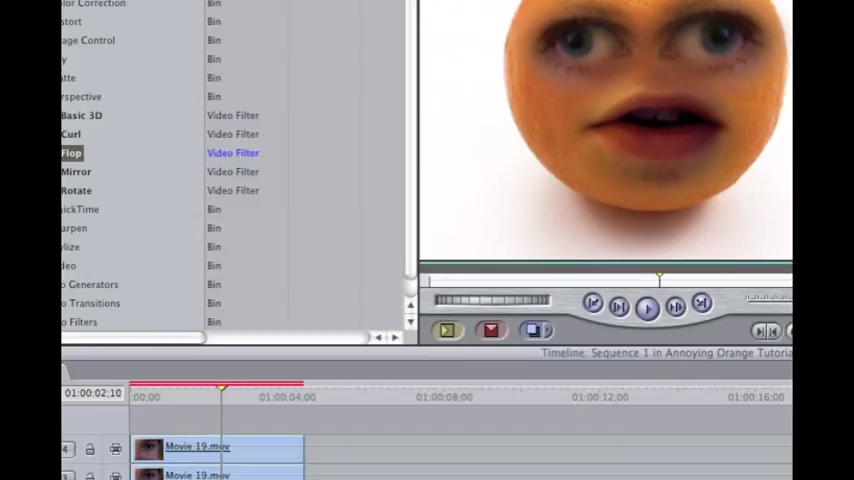 olor Correction Bin
stort Bin
age Control Bin
y Bin
atte Bin
rspective Bin
Basic 3D Video Filter
Curl Video Filter
Flop Video Filter
Mirror Video Filter
Rotate Video Filter
uickTime Bin
arpen Bin
ylize Bin
deo Bin
o Generators Bin
o Transitions Bin
o Filters Bin
Timeline: Sequence 1 in Annoying Orange Tutoria
01:00:02;10 00;00 01:00:04;00 01:00:08;00 01:00:12;00 01:00:16;00
4 Movie 19.mov
3 Movie 19.mov